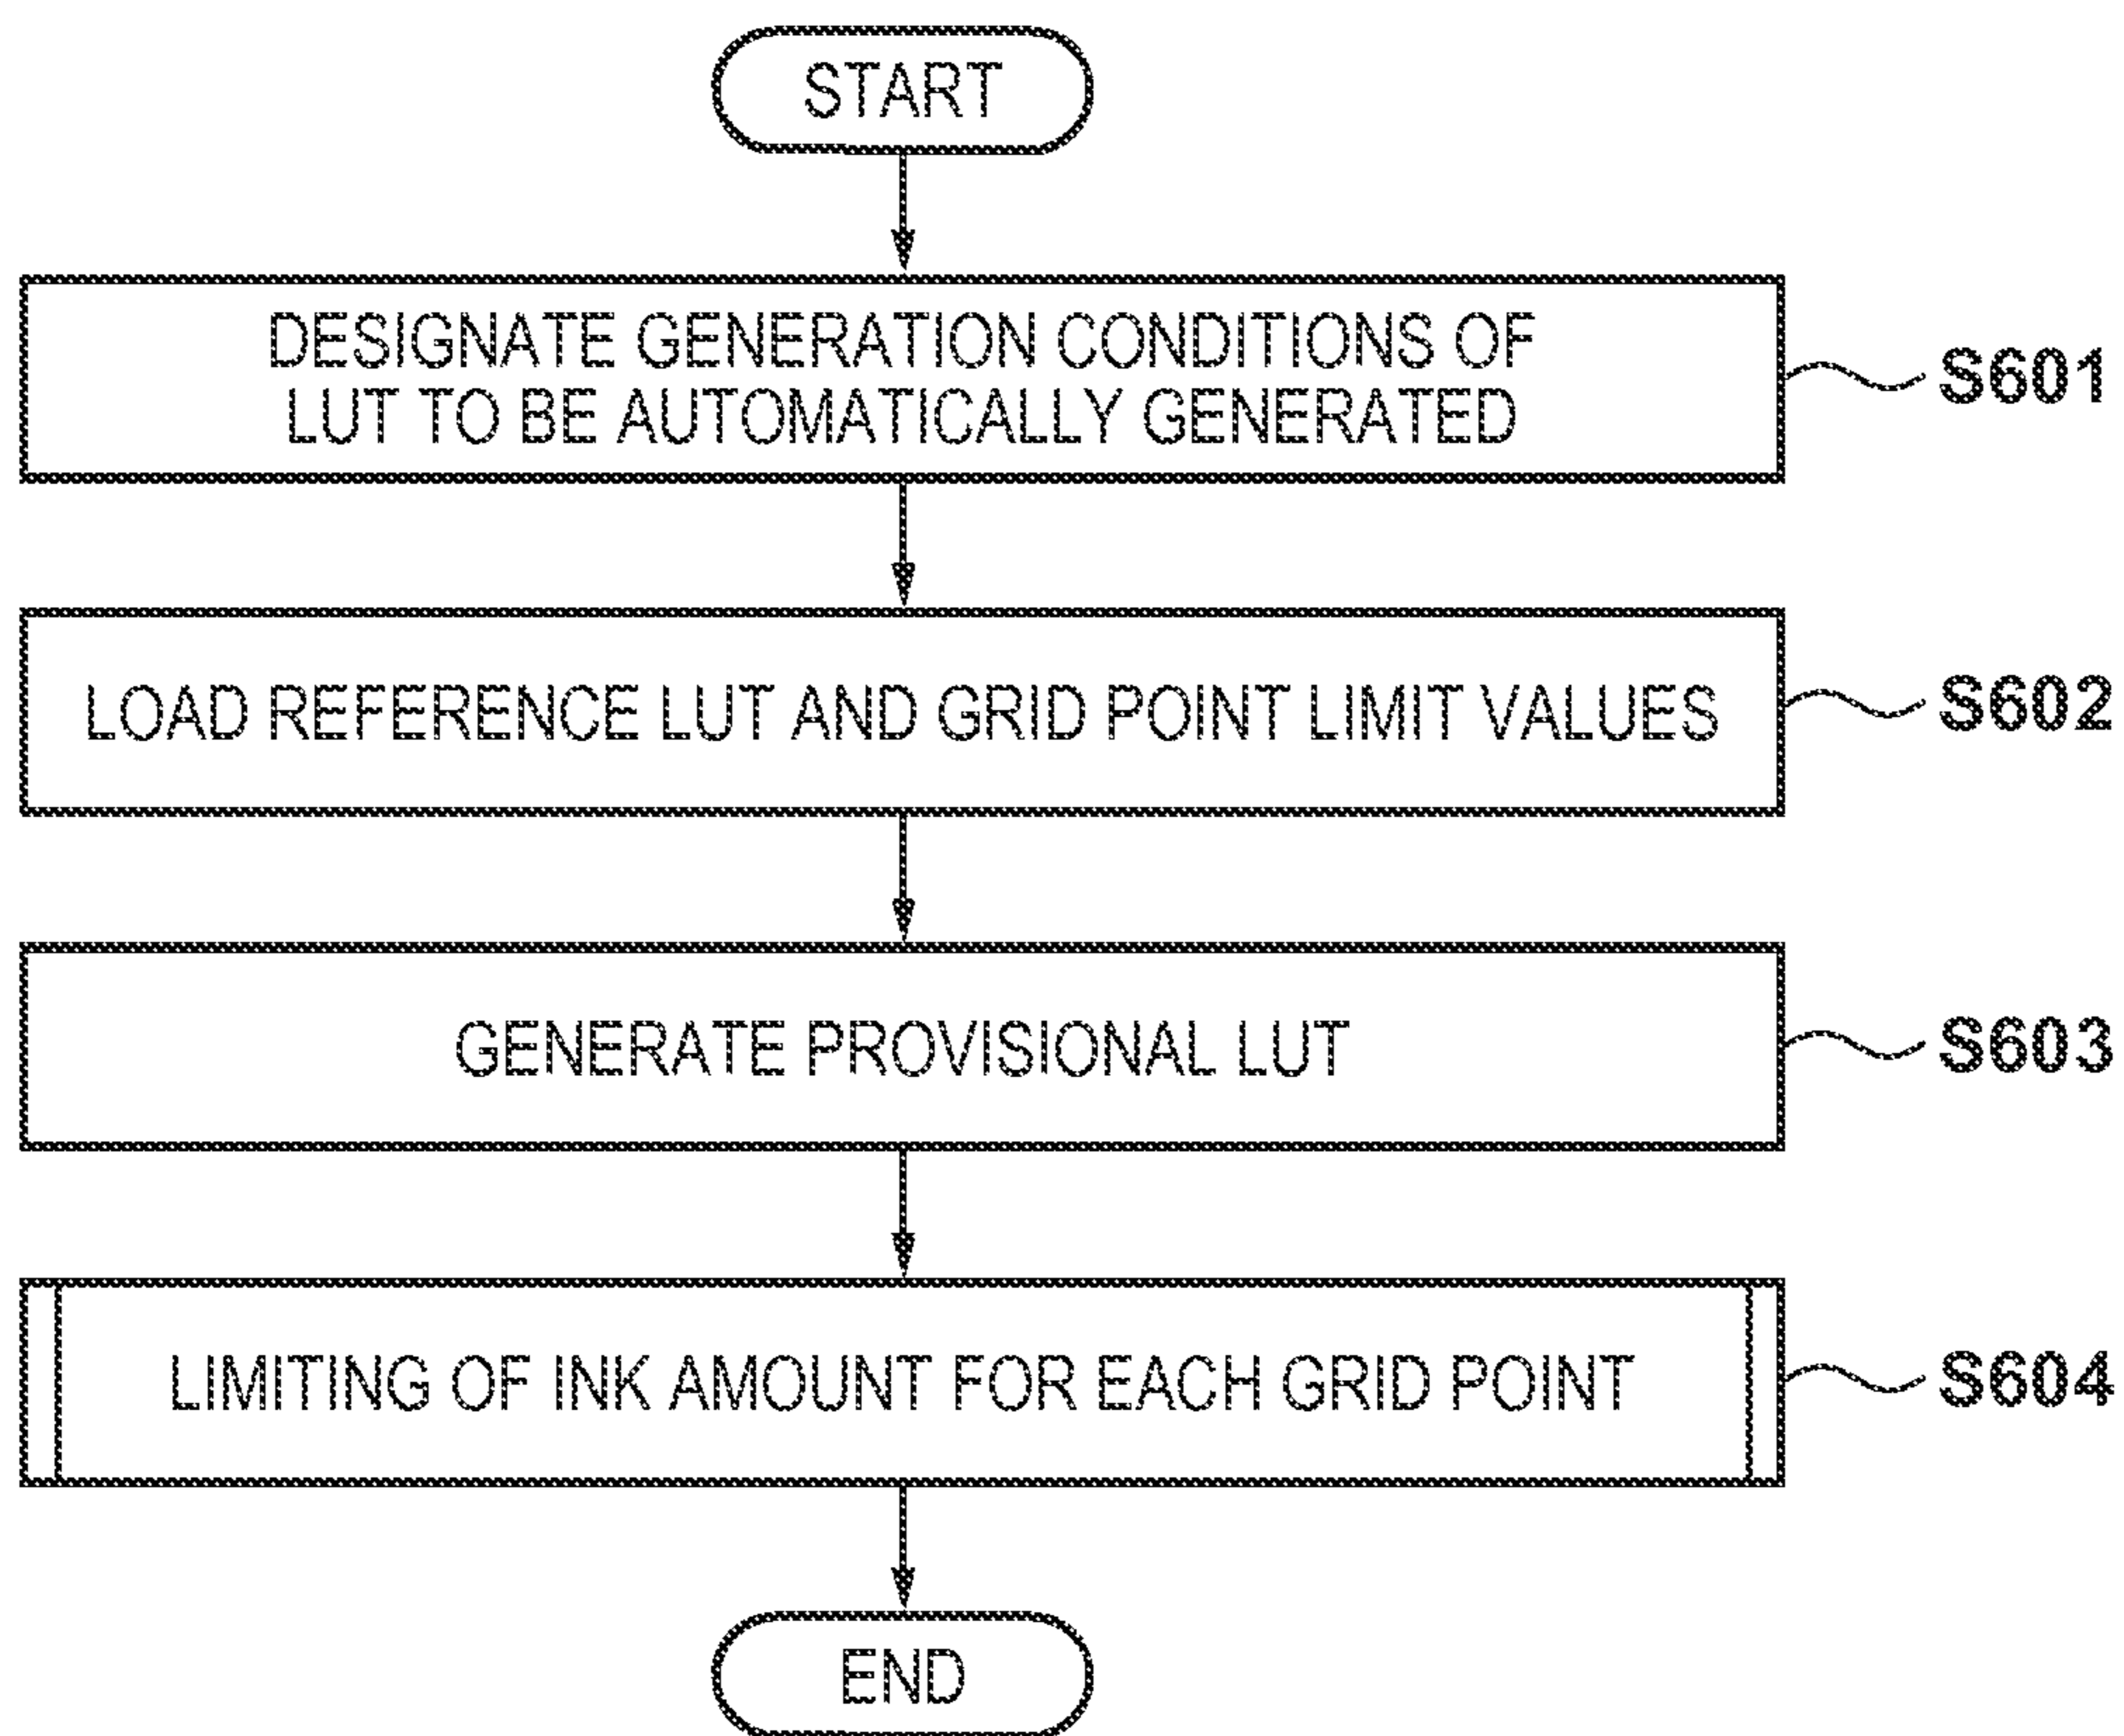 START
DESIGNATE GENERATION CONDITIONS OF
LUT TO BE AUTOMATICALLY GENERATED
S601
LOAD REFERENCE LUT AND GRID POINT LIMIT VALUES
S602
GENERATE PROVISIONAL LUT
S603
LIMITING OF INK AMOUNT FOR EACH GRID POINT
S604
END